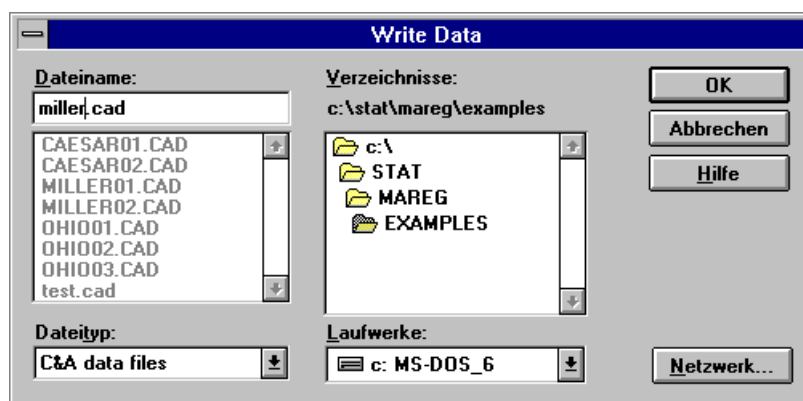 Write Data
Dateiname:
miller.cad
CAESAR01.CAD
CAESAR02.CAD
MILLER01.CAD
MILLER02.CAD
OHIO01.CAD
OHIO02.CAD
OHIO03.CAD
test.cad
Dateityp:
C&A data files
Verzeichnisse:
c:\stat\mareg\examples
c:\
STAT
MAREG
EXAMPLES
Laufwerke:
c: MS-DOS_6
OK
Abbrechen
Hilfe
Netzwerk...